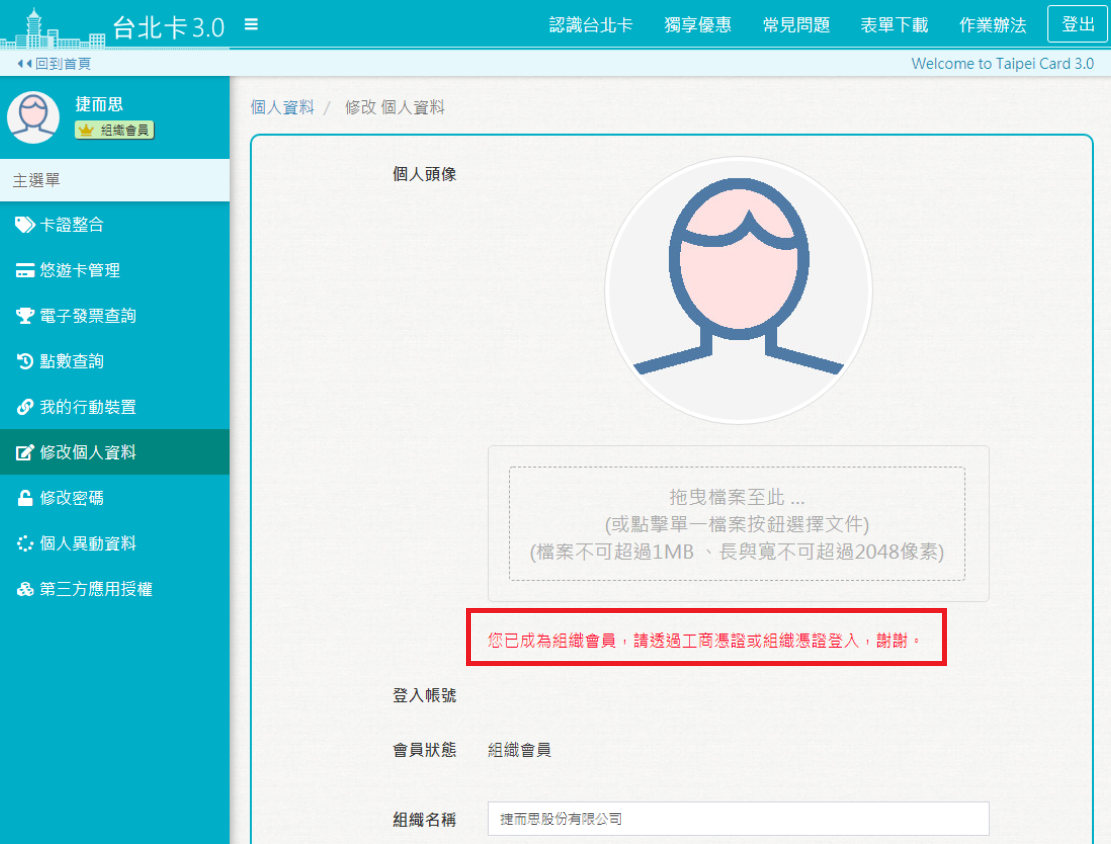 台北卡 3.0
認識台北卡 獨享優惠 常見問題 表單下載 作業辦法 登出
回到首頁
Welcome to Taipei Card 3.0
捷而思
組織會員
主選單
卡證整合
悠遊卡管理
電子發票查詢
點數查詢
我的行動裝置
修改個人資料
修改密碼
個人異動資料
第三方應用授權
個人資料 / 修改 個人資料
個人頭像
拖曳檔案至此 ...
(或點擊單一檔案按鈕選擇文件)
(檔案不可超過1MB 、長與寬不可超過2048像素)
您已成為組織會員，請透過工商憑證或組織憑證登入，謝謝。
登入帳號
會員狀態 組織會員
組織名稱 捷而思股份有限公司